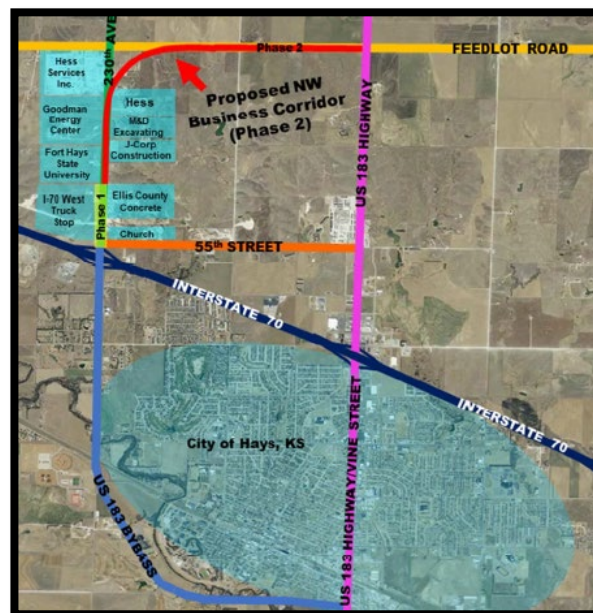 230th AVE
Phase 2
FEEDLOT ROAD
Hess
Services
Inc.
Proposed NW
Business Corridor
(Phase 2)
Goodman
Energy
Center
Hess
M&D
Excavating
J-Corp
Construction
Fort Hays
State
University
I-70 West
Truck
Stop
Phase 1
Ellis County
Concrete
Church
55th STREET
US 183 HIGHWAY
INTERSTATE 70
INTERSTATE 70
City of Hays, KS
US 183 BYBASS
US 183 HIGHWAY/VINE STREET